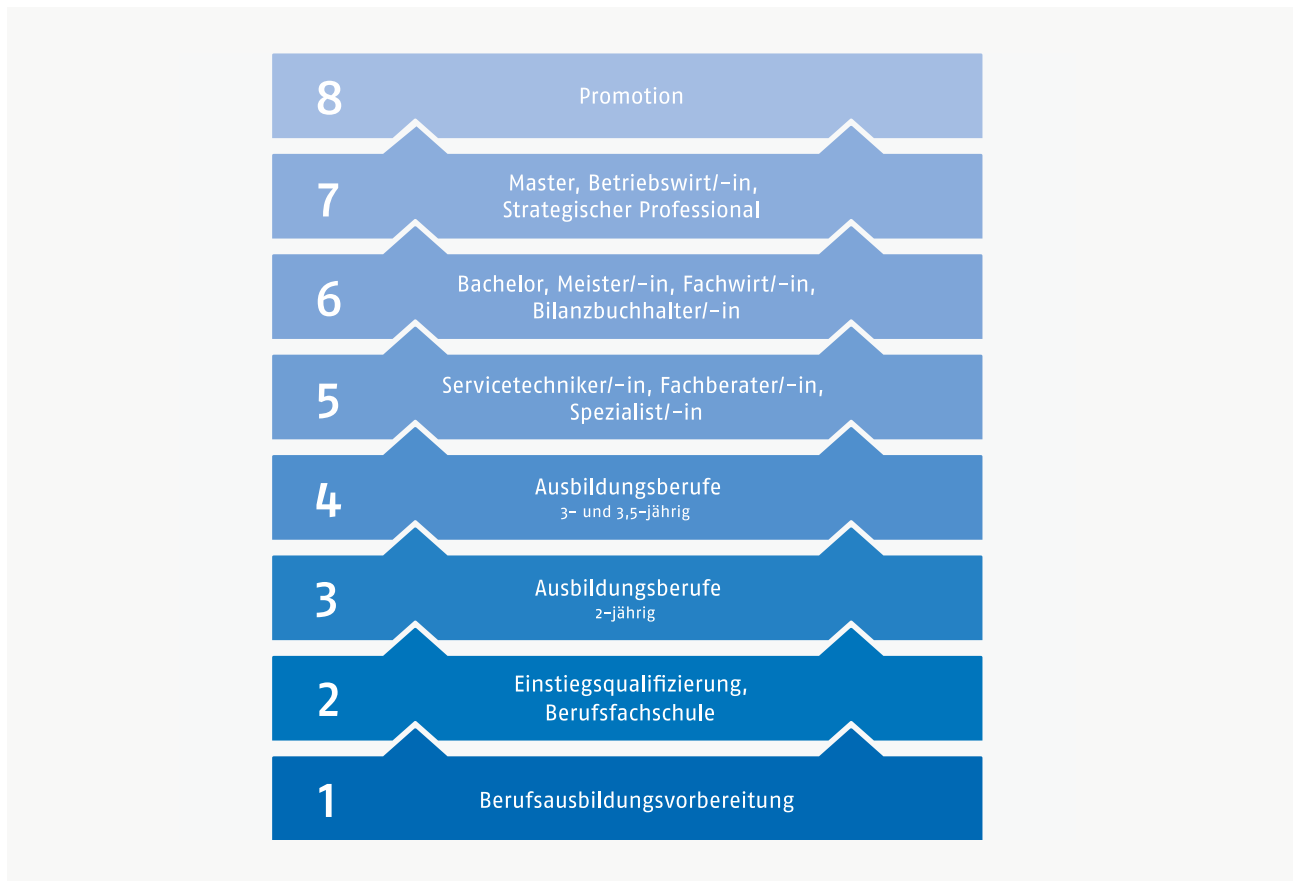 8
Promotion
7
Master, Betriebswirt/-in,
Strategischer Professional
6
Bachelor, Meister/-in, Fachwirt/-in,
Bilanzbuchhalter/-in
5
Servicetechniker/-in, Fachberater/-in,
Spezialist/-in
4
Ausbildungsberufe
3- und 3,5-jährig
3
Ausbildungsberufe
2-jährig
2
Einstiegsqualifizierung,
Berufsfachschule
1
Berufsausbildungsvorbereitung